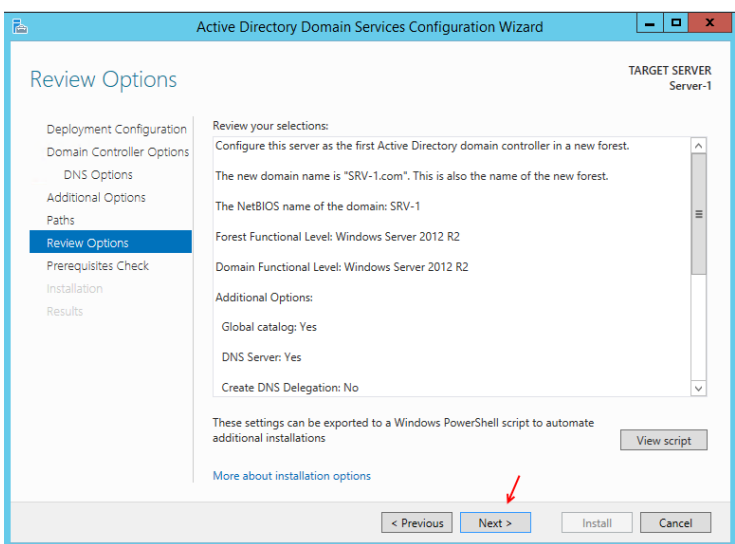 Active Directory Domain Services Configuration Wizard
Review Options
TARGET SERVER
Server-1
Deployment Configuration
Domain Controller Options
DNS Options
Additional Options
Paths
Review Options
Prerequisites Check
Installation
Results
Review your selections:
Configure this server as the first Active Directory domain controller in a new forest.
The new domain name is "SRV-1.com". This is also the name of the new forest.
The NetBIOS name of the domain: SRV-1
Forest Functional Level: Windows Server 2012 R2
Domain Functional Level: Windows Server 2012 R2
Additional Options:
Global catalog: Yes
DNS Server: Yes
Create DNS Delegation: No
These settings can be exported to a Windows PowerShell script to automate
additional installations
View script
More about installation options
< Previous
Next >
Install
Cancel